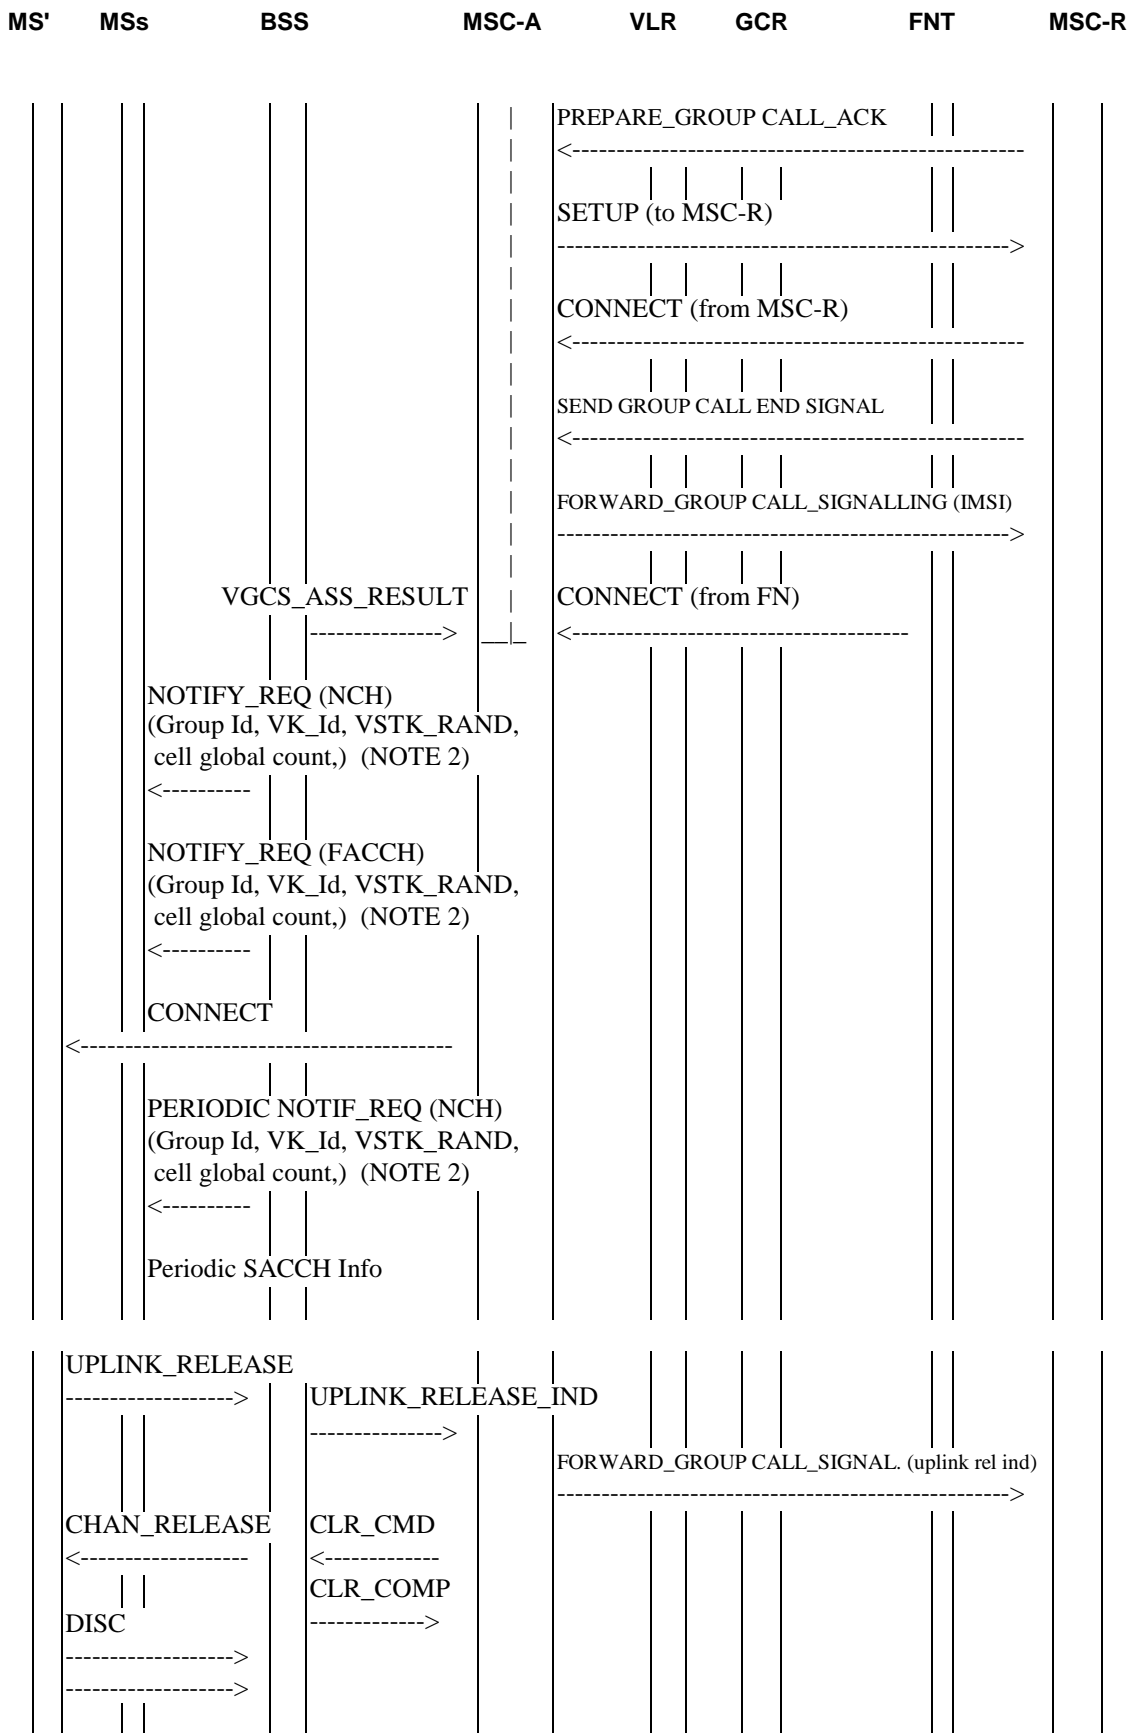 MS' MSs BSS MSC-A VLR GCR FNT MSC-R
PREPARE_GROUP CALL_ACK
<---------------------------------------------------
SETUP (to MSC-R)
--------------------------------------------------->
CONNECT (from MSC-R)
<---------------------------------------------------
SEND GROUP CALL END SIGNAL
<---------------------------------------------------
FORWARD_GROUP CALL_SIGNALLING (IMSI)
--------------------------------------------------->
VGCS_ASS_RESULT CONNECT (from FN)
---------------> __|_ <--------------------------------------
NOTIFY_REQ (NCH)
(Group Id, VK_Id, VSTK_RAND,
cell global count,) (NOTE 2)
<----------
NOTIFY_REQ (FACCH)
(Group Id, VK_Id, VSTK_RAND,
cell global count,) (NOTE 2)
<----------
CONNECT
<------------------------------------------
PERIODIC NOTIF_REQ (NCH)
(Group Id, VK_Id, VSTK_RAND,
cell global count,) (NOTE 2)
<----------
Periodic SACCH Info
UPLINK_RELEASE
-------------------> UPLINK_RELEASE_IND
--------------->
FORWARD_GROUP CALL_SIGNAL. (uplink rel ind)
--------------------------------------------------->
CHAN_RELEASE CLR_CMD
<------------------- <-------------
CLR_COMP
DISC ------------->
------------------->
------------------->